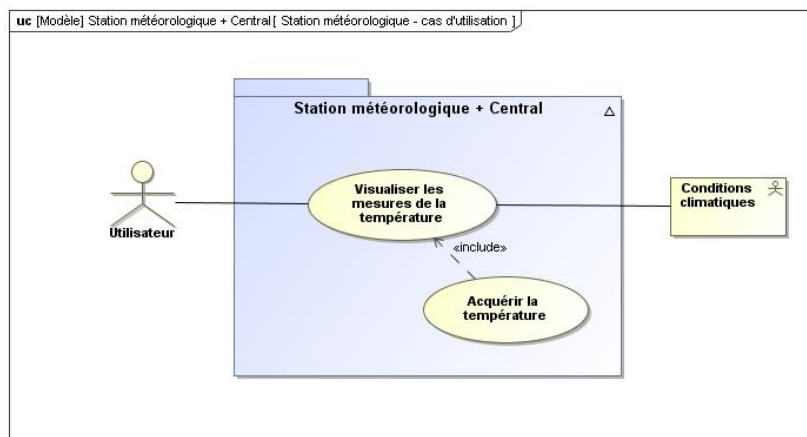 uc [Modèle] Station météorologique + Central [ Station météorologique - cas d'utilisation ]
Station météorologique + Central
Visualiser les
mesures de la
température
Conditions
climatiques
Utilisateur
«include»
Acquérir la
température